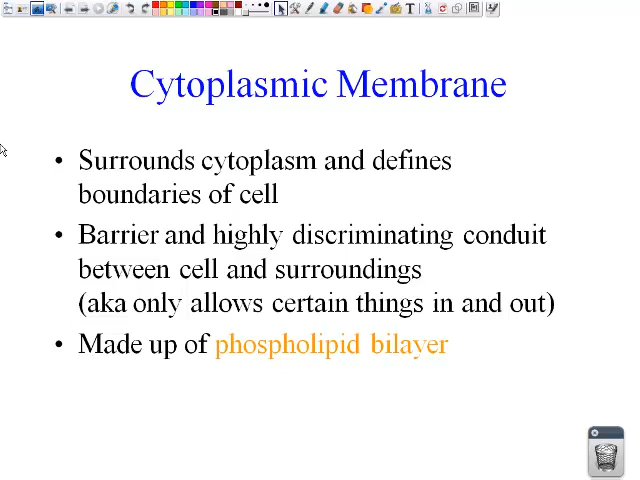 Cytoplasmic Membrane
• Surrounds cytoplasm and defines
boundaries of cell
• Barrier and highly discriminating conduit
between cell and surroundings
(aka only allows certain things in and out)
• Made up of phospholipid bilayer